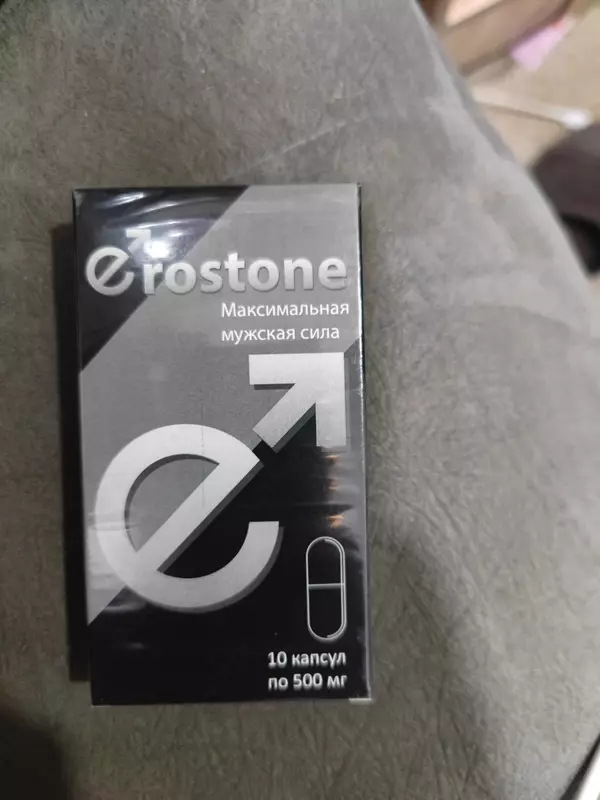 erostone
Максимальная
мужская сила
10 капсул
по 500 мг